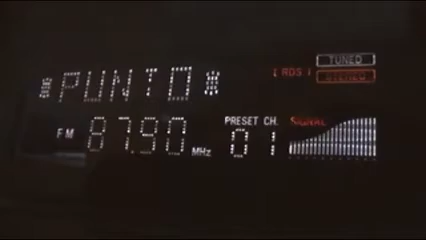 TUNED
PUNTO RDS STEREO
PRESET CH. SIGNAL
FM 87.90 MHz 01